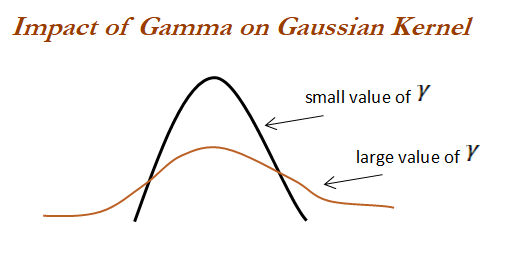 Impact of Gamma on Gaussian Kernel
small value of γ
large value of γ